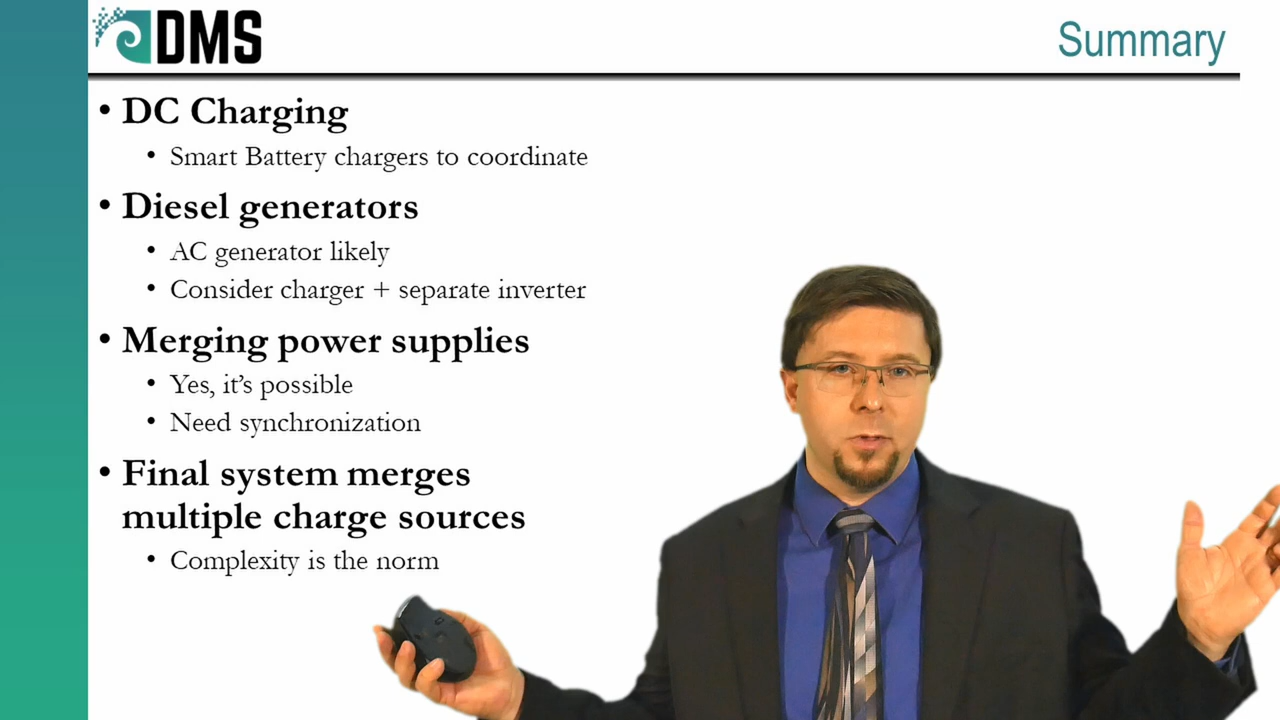 DMS
Summary
• DC Charging
• Smart Battery chargers to coordinate
• Diesel generators
• AC generator likely
• Consider charger + separate inverter
• Merging power supplies
• Yes, it's possible
• Need synchronization
• Final system merges
multiple charge sources
• Complexity is the norm